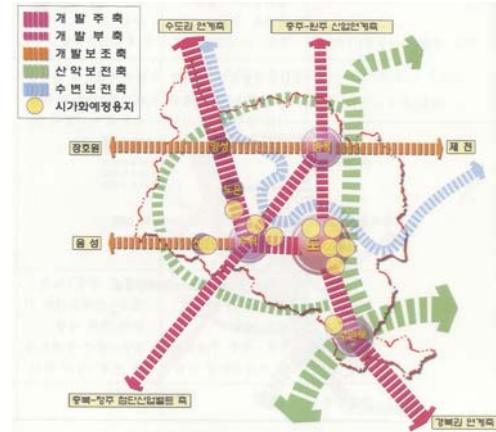 개 발 주 축
개 발 부 축
개발보조축
산악보전축
수변보전축
시가화예정용지
수도권 연계축
충주-원주 산업연계축
장호원
앙성
제 천
음 성
충북-청주 첨단산업벨트 축
경북권 연계축